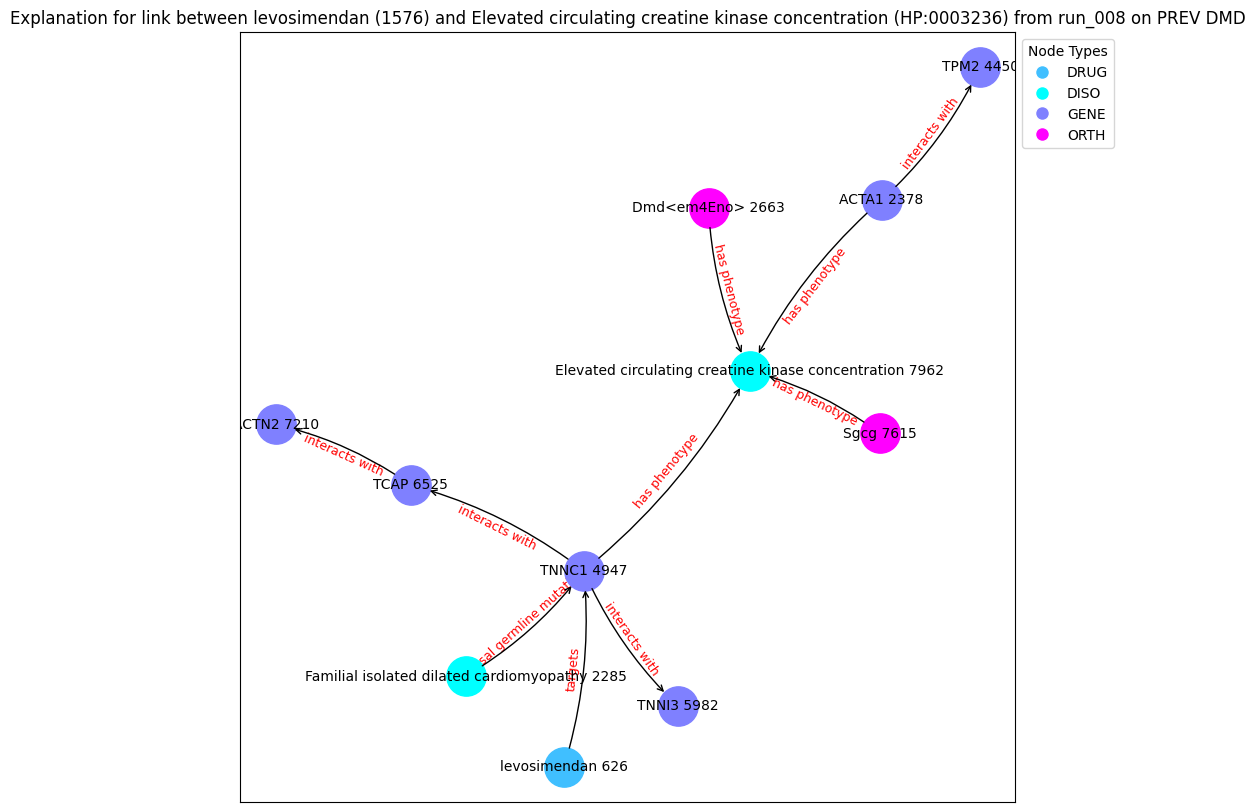 Explanation for link between levosimendan (1576) and Elevated circulating creatine kinase concentration (HP:0003236) from run_008 on PREV DMD
Node Types
DRUG
DISO
GENE
ORTH
TPM2 4450
interacts with
ACTA1 2378
Dmd<em4Eno> 2663
has phenotype
has phenotype
Elevated circulating creatine kinase concentration 7962
has phenotype
Sgcg 7615
ACTN2 7210
interacts with
TCAP 6525
has phenotype
interacts with
TNNC1 4947
sal germline mutat
interacts with
targets
Familial isolated dilated cardiomyopathy 2285
TNNI3 5982
levosimendan 626